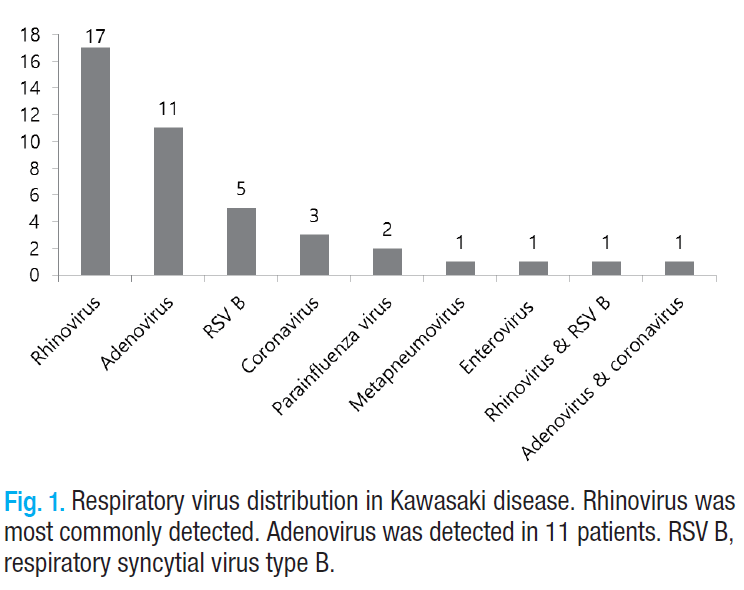 18
16
14
12
10
8
6
4
2
0
17
11
5
3
2
1
1
1
1
Rhinovirus
Adenovirus
RSV B
Coronavirus
Parainfluenza virus
Metapneumovirus
Enterovirus
Rhinovirus & RSV B
Adenovirus & coronavirus
Fig. 1. Respiratory virus distribution in Kawasaki disease. Rhinovirus was
most commonly detected. Adenovirus was detected in 11 patients. RSV B,
respiratory syncytial virus type B.